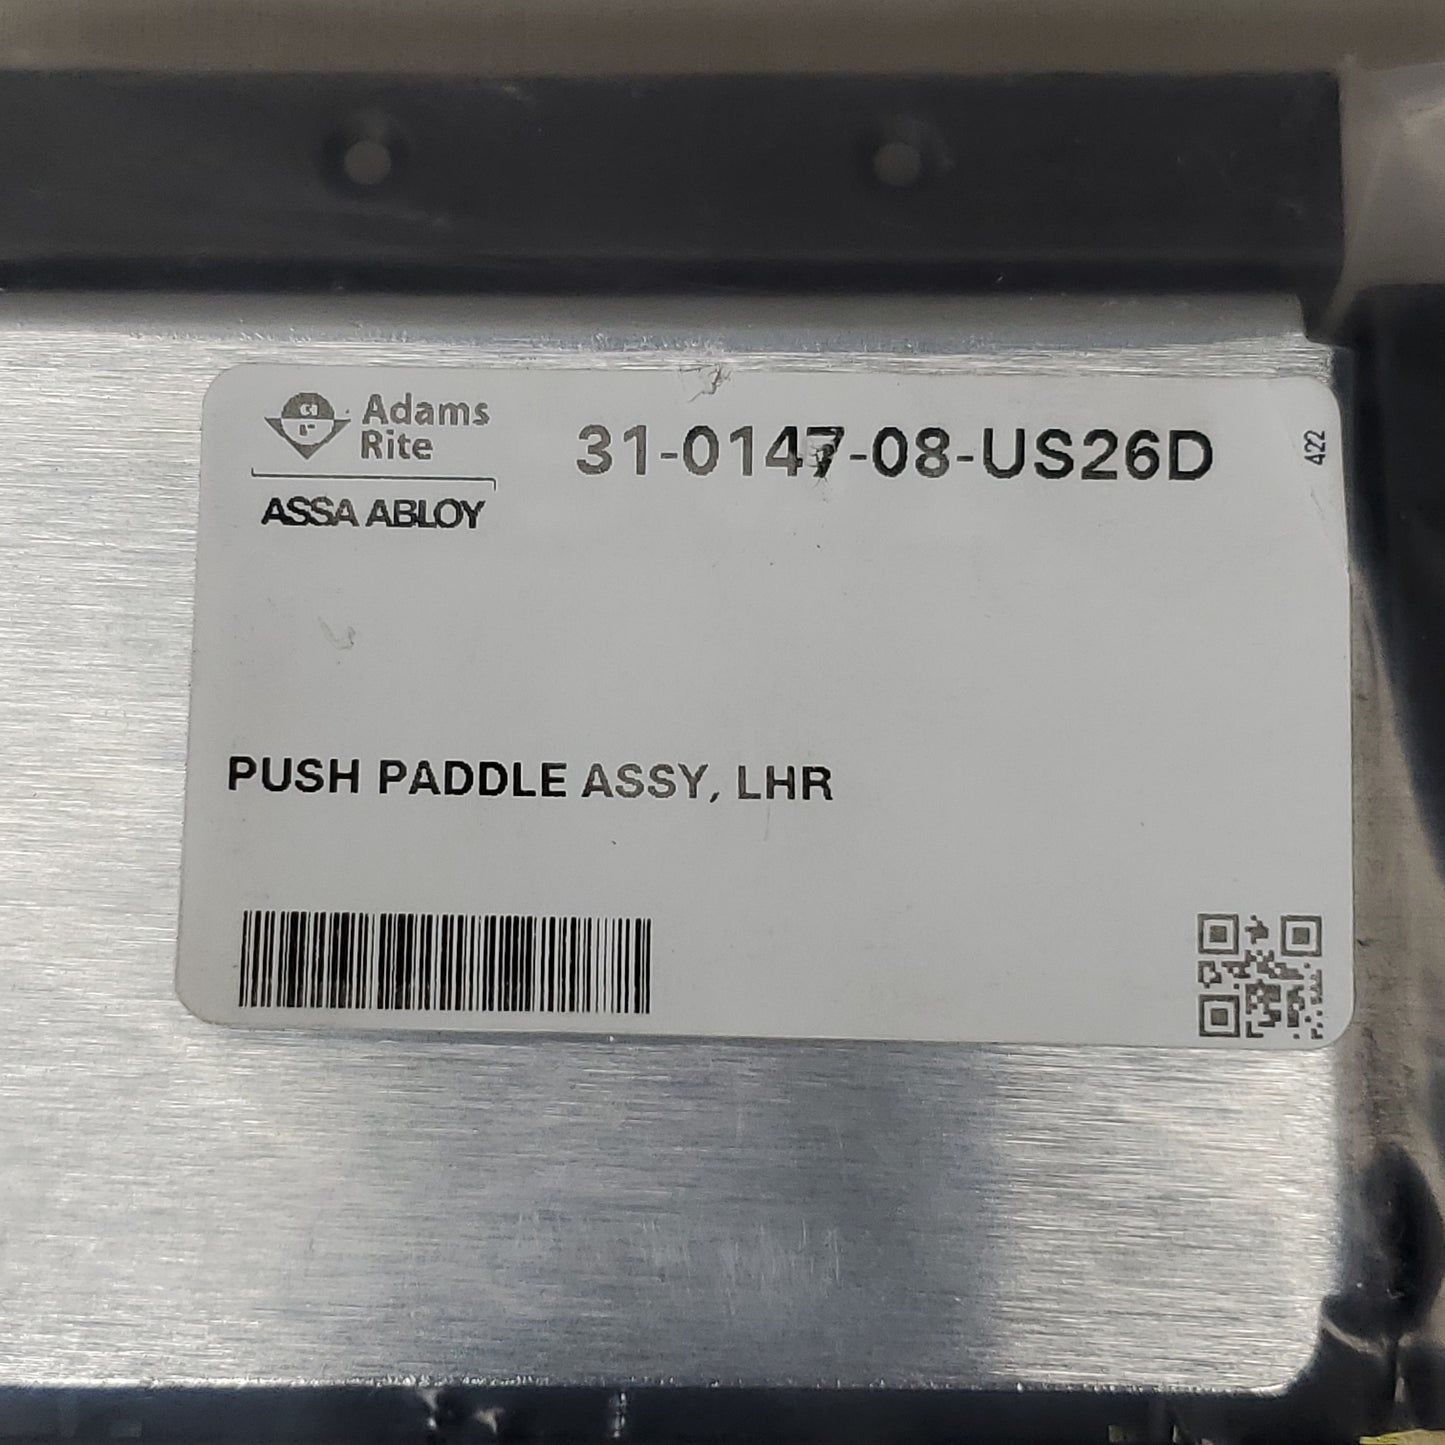 Adams
Rite
ASSA ABLOY
31-0147-08-US26D
422
PUSH PADDLE ASSY, LHR